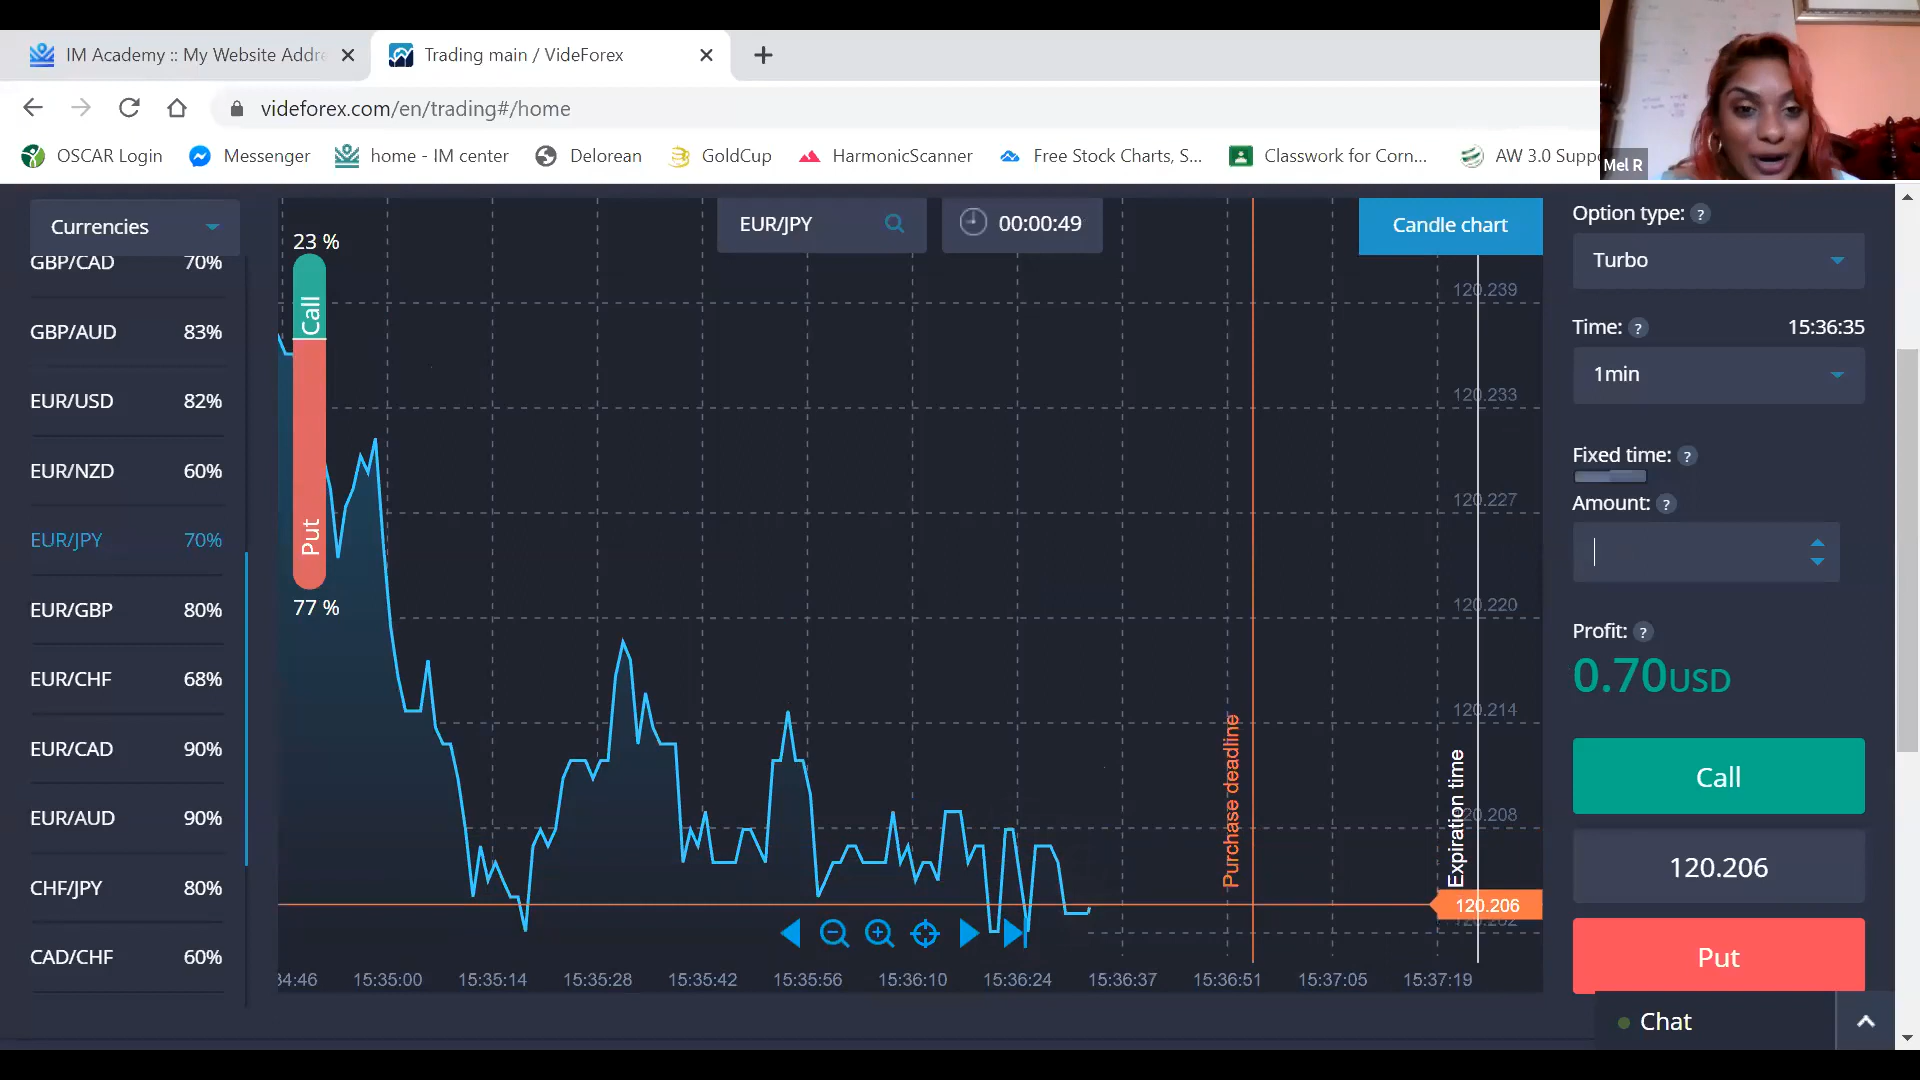 IM Academy :: My Website Addre
Trading main / VideForex
videforex.com/en/trading#/home
OSCAR Login
Messenger
home - IM center
Delorean
GoldCup
HarmonicScanner
Free Stock Charts, S...
Classwork for Corn...
AW 3.0 Suppo
Mel R
Currencies
GBP/CAD 70%
GBP/AUD 83%
EUR/USD 82%
EUR/NZD 60%
EUR/JPY 70%
EUR/GBP 80%
EUR/CHF 68%
EUR/CAD 90%
EUR/AUD 90%
CHF/JPY 80%
CAD/CHF 60%
23 %
Call
Put
77 %
EUR/JPY
00:00:49
Candle chart
120.239
120.233
120.227
120.220
120.214
120.208
120.206
120.202
Purchase deadline
Expiration time
34:46 15:35:00 15:35:14 15:35:28 15:35:42 15:35:56 15:36:10 15:36:24 15:36:37 15:36:51 15:37:05 15:37:19
Option type: ?
Turbo
Time: ? 15:36:35
1min
Fixed time: ?
Amount: ?
Profit: ?
0.70USD
Call
120.206
Put
Chat